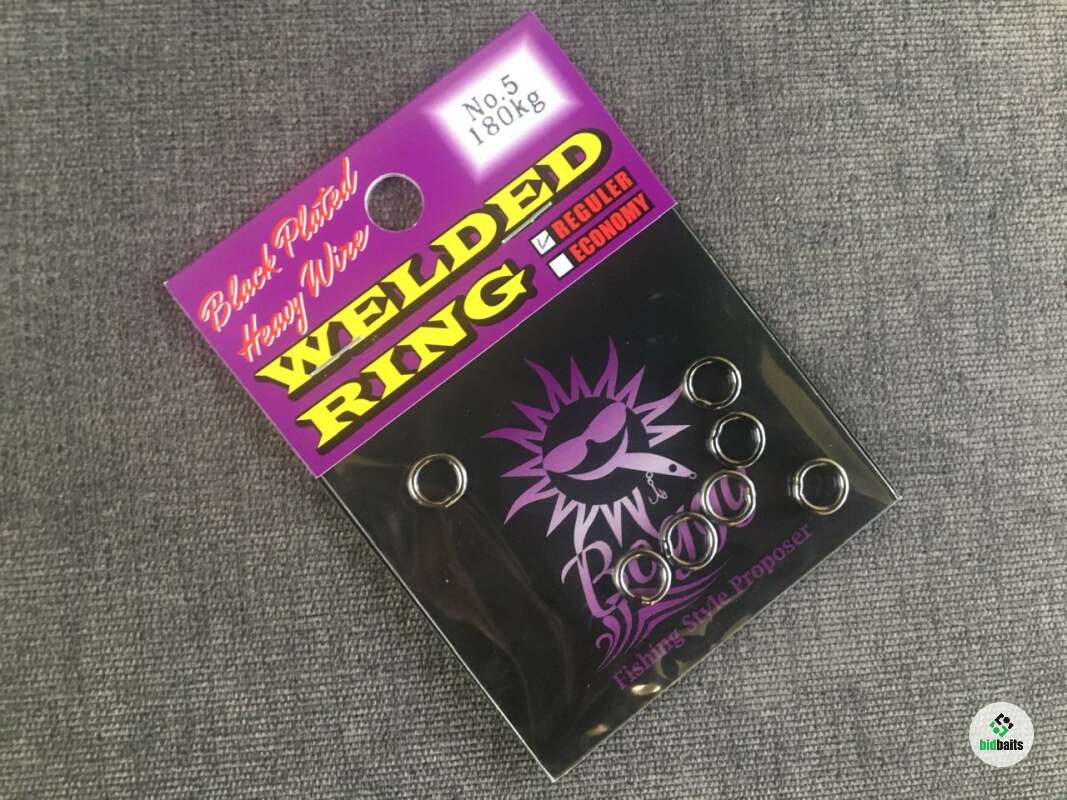 No.5
180kg
Black Plated
Heavy Wire
WELDED
RING
REGULER
ECONOMY
Fishing Style Proposer
bidbaits